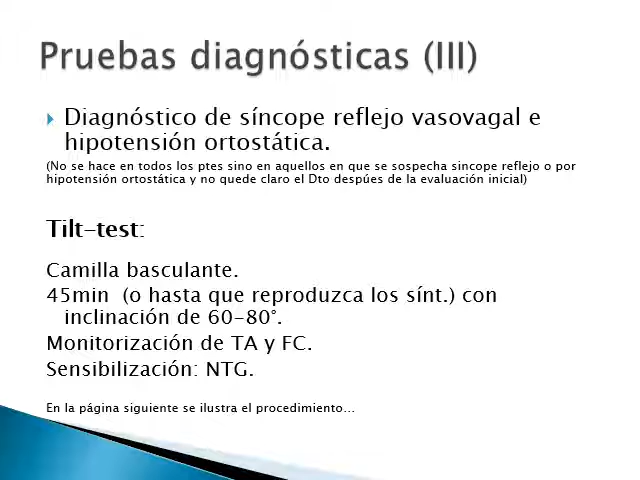 Pruebas diagnósticas (III)
Diagnóstico de síncope reflejo vasovagal e
hipotensión ortostática.
(No se hace en todos los ptes sino en aquellos en que se sospecha sincope reflejo o por
hipotensión ortostática y no quede claro el Dto despúes de la evaluación inicial)
Tilt-test:
Camilla basculante.
45min (o hasta que reproduzca los sínt.) con
inclinación de 60-80°.
Monitorización de TA y FC.
Sensibilización: NTG.
En la página siguiente se ilustra el procedimiento...